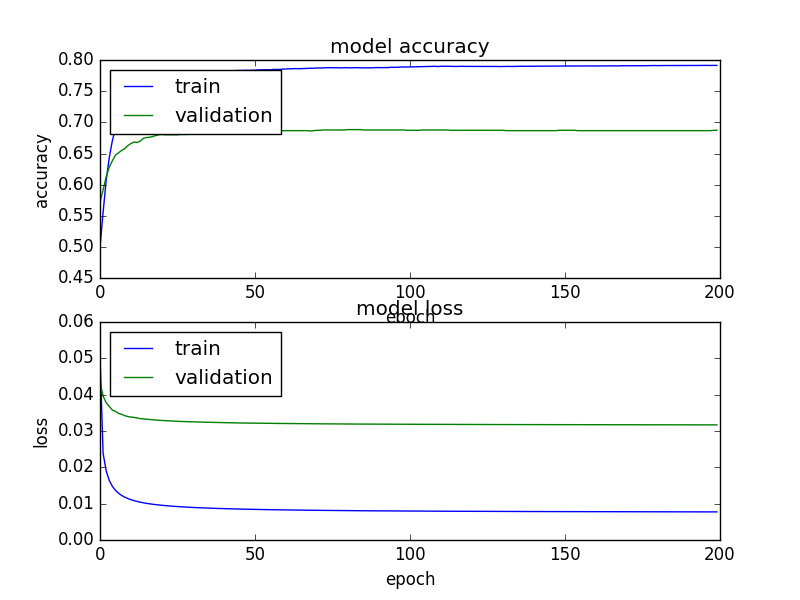 model accuracy
0.80
0.75
0.70
0.65
0.60
0.55
0.50
0.45
accuracy
train
validation
0
50
100
150
200
epoch
model loss
0.06
0.05
0.04
0.03
0.02
0.01
0.00
loss
train
validation
0
50
100
150
200
epoch